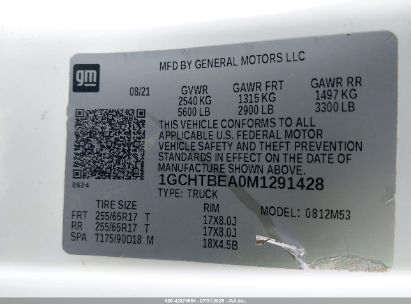 gm
MFD BY GENERAL MOTORS LLC
08/21 GVWR GAWR FRT GAWR RR
2540 KG 1315 KG 1497 KG
5600 LB 2900 LB 3300 LB
THIS VEHICLE CONFORMS TO ALL
APPLICABLE U.S. FEDERAL MOTOR
VEHICLE SAFETY AND THEFT PREVENTION
STANDARDS IN EFFECT ON THE DATE OF
MANUFACTURE SHOWN ABOVE.
8624 1GCHTBEA0M1291428
TYPE: TRUCK
TIRE SIZE RIM
FRT 255/65R17 T 17X8.0J 0812M53
RR 255/65R17 T 17X8.0J
SPA T175/90D18 M 18X4.5B